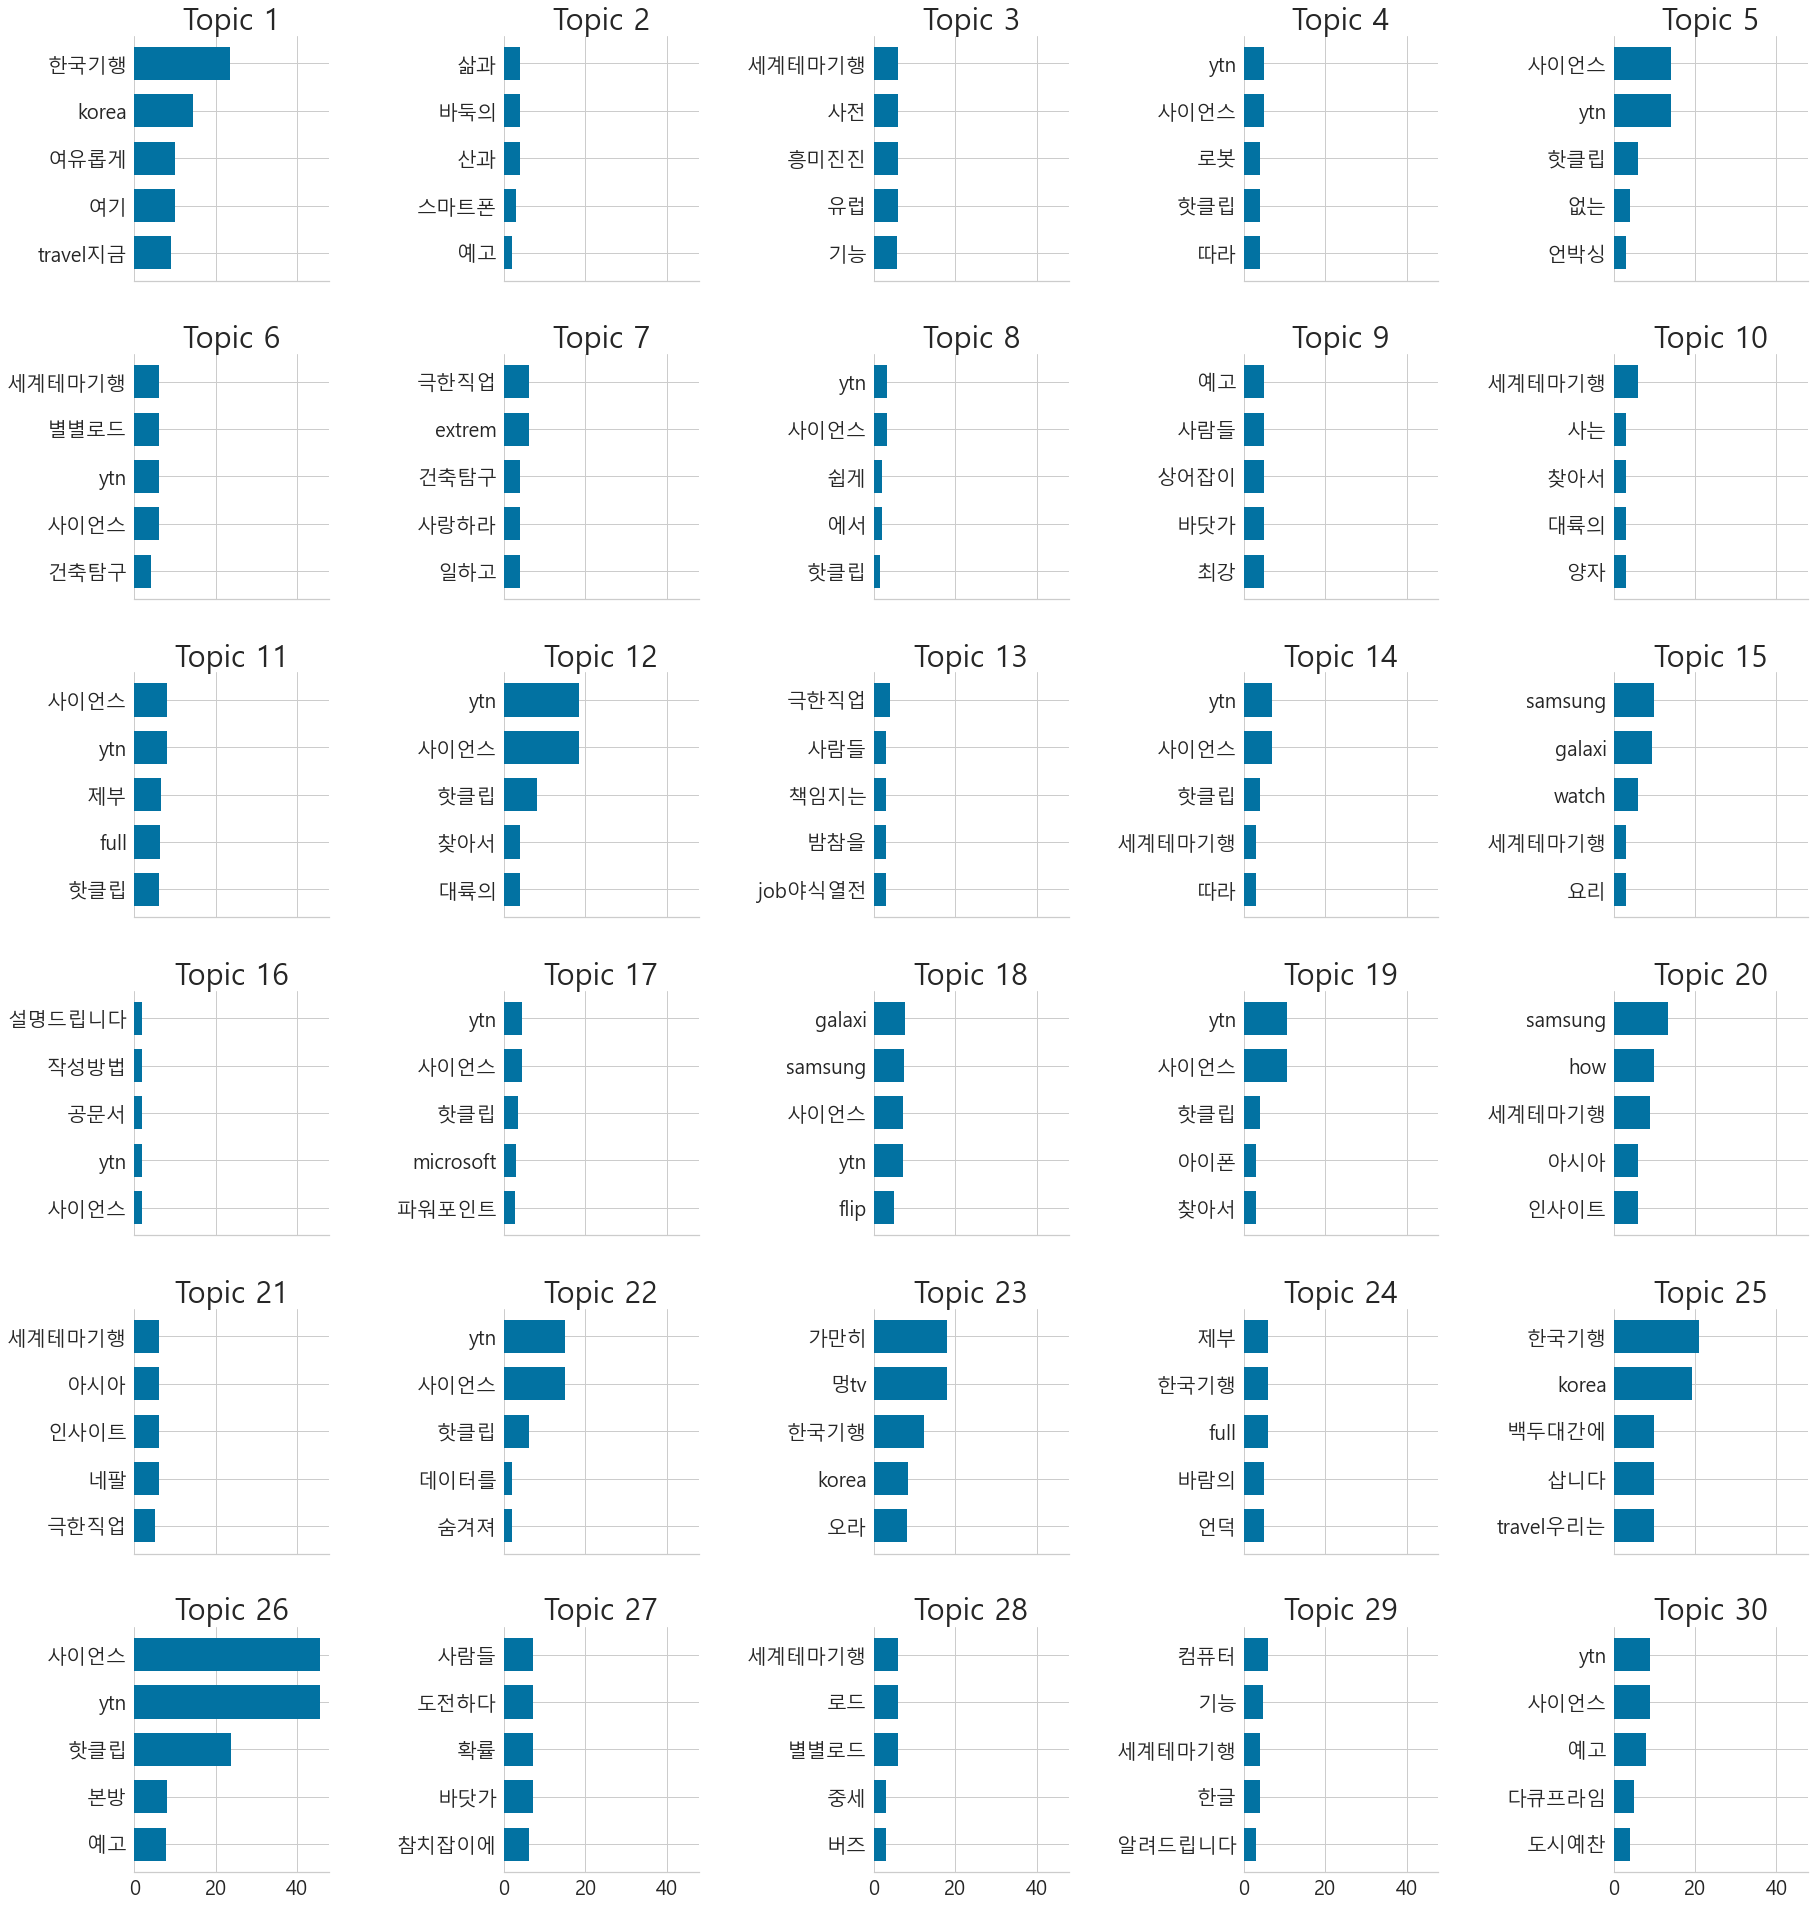 Topic 1
한국기행
korea
여유롭게
여기
travel지금
Topic 2
삶과
바둑의
산과
스마트폰
예고
Topic 3
세계테마기행
사전
흥미진진
유럽
기능
Topic 4
ytn
사이언스
로봇
핫클립
따라
Topic 5
사이언스
ytn
핫클립
없는
언박싱
Topic 6
세계테마기행
별별로드
ytn
사이언스
건축탐구
Topic 7
극한직업
extrem
건축탐구
사랑하라
일하고
Topic 8
ytn
사이언스
쉽게
에서
핫클립
Topic 9
예고
사람들
상어잡이
바닷가
최강
Topic 10
세계테마기행
사는
찾아서
대륙의
양자
Topic 11
사이언스
ytn
제부
full
핫클립
Topic 12
ytn
사이언스
핫클립
찾아서
대륙의
Topic 13
극한직업
사람들
책임지는
밤참을
job야식열전
Topic 14
ytn
사이언스
핫클립
세계테마기행
따라
Topic 15
samsung
galaxi
watch
세계테마기행
요리
Topic 16
설명드립니다
작성방법
공문서
ytn
사이언스
Topic 17
ytn
사이언스
핫클립
microsoft
파워포인트
Topic 18
galaxi
samsung
사이언스
ytn
flip
Topic 19
ytn
사이언스
핫클립
아이폰
찾아서
Topic 20
samsung
how
세계테마기행
아시아
인사이트
Topic 21
세계테마기행
아시아
인사이트
네팔
극한직업
Topic 22
ytn
사이언스
핫클립
데이터를
숨겨져
Topic 23
가만히
멍tv
한국기행
korea
오라
Topic 24
제부
한국기행
full
바람의
언덕
Topic 25
한국기행
korea
백두대간에
삽니다
travel우리는
Topic 26
사이언스
ytn
핫클립
본방
예고
0 20 40
Topic 27
사람들
도전하다
확률
바닷가
참치잡이에
0 20 40
Topic 28
세계테마기행
로드
별별로드
중세
버즈
0 20 40
Topic 29
컴퓨터
기능
세계테마기행
한글
알려드립니다
0 20 40
Topic 30
ytn
사이언스
예고
다큐프라임
도시예찬
0 20 40